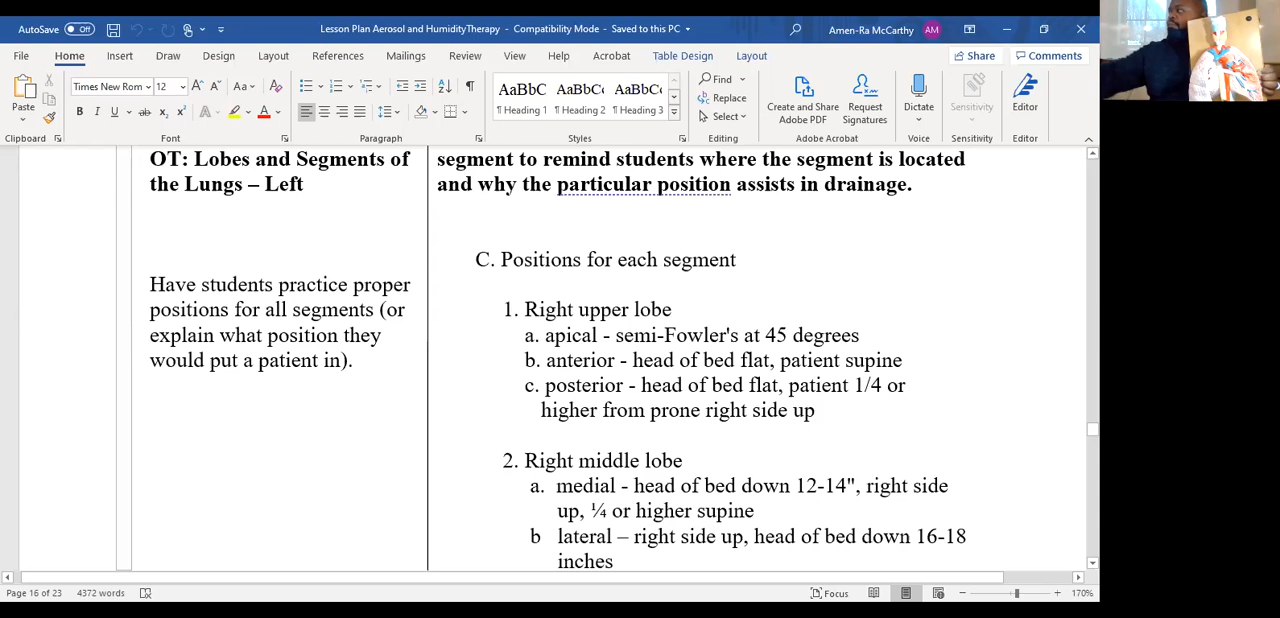 AutoSave Off
Lesson Plan Aerosol and HumidityTherapy - Compatibility Mode - Saved to this PC
Amen-Ra McCarthy AM
File Home Insert Draw Design Layout References Mailings Review View Help Acrobat Table Design Layout
Share Comments
Paste
Clipboard
Times New Rom 12
Font
Paragraph
AaBbC AaBbC AaBbC
¶ Heading 1 ¶ Heading 2 ¶ Heading 3
Styles
Find
Replace
Select
Editing
Create and Share Adobe PDF
Request Signatures
Adobe Acrobat
Dictate
Voice
Sensitivity
Sensitivity
Editor
Editor
OT: Lobes and Segments of
the Lungs – Left
Have students practice proper
positions for all segments (or
explain what position they
would put a patient in).
segment to remind students where the segment is located
and why the particular position assists in drainage.
C. Positions for each segment
1. Right upper lobe
a. apical - semi-Fowler's at 45 degrees
b. anterior - head of bed flat, patient supine
c. posterior - head of bed flat, patient 1/4 or
higher from prone right side up
2. Right middle lobe
a. medial - head of bed down 12-14", right side
up, ¼ or higher supine
b lateral – right side up, head of bed down 16-18
inches
Page 16 of 23 4372 words
Focus
170%